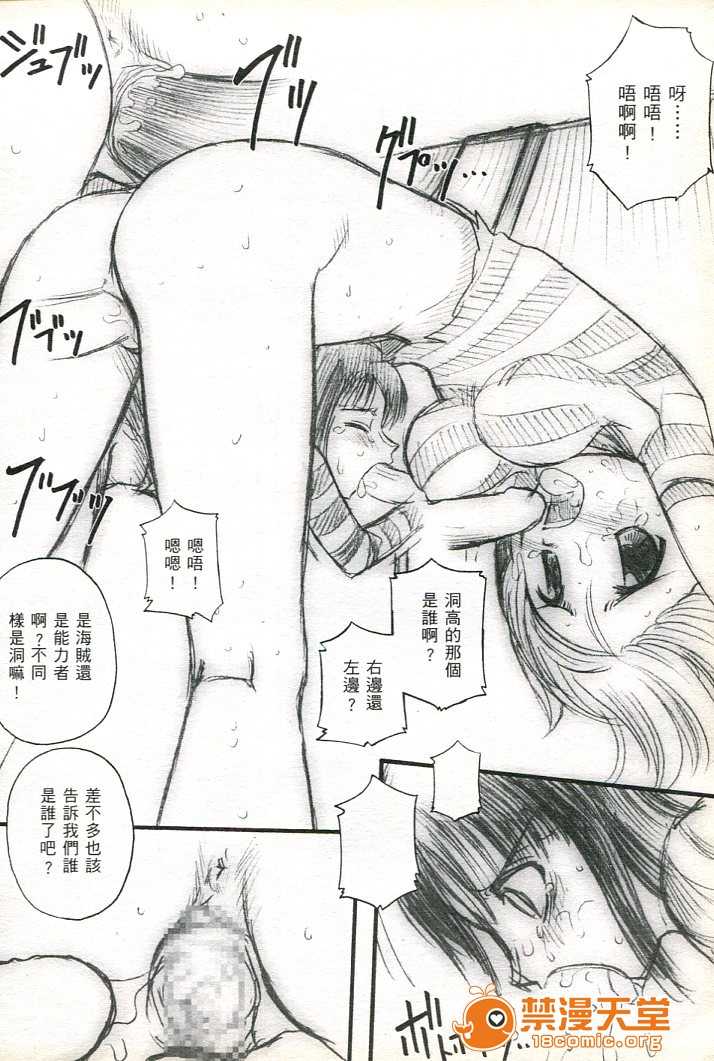 呀……
唔唔！
唔啊啊！
グプッ…
ブッ
ジュブッ
ブブッ
ブブッ
洞高的那個
是誰啊？
右邊還
左邊？
嗯唔！
嗯嗯！
是海賊還
是能力者
啊？不同
樣是洞嘛！
差不多也該
告訴我們誰
是誰了吧？
禁漫天堂
18comic.org